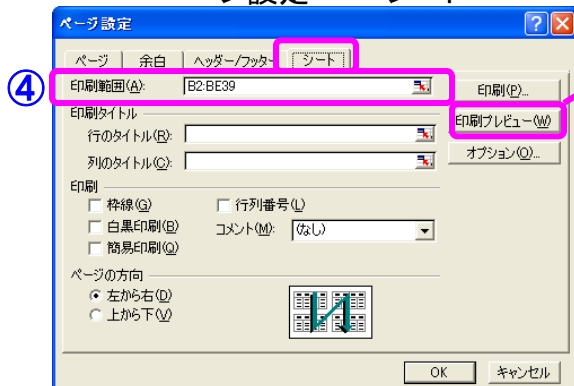 ページ設定
ページ 余白 ヘッダー/フッター シート
④
印刷範囲(A): B2:BE39
印刷(P)...
印刷タイトル
印刷プレビュー(W)
行のタイトル(R):
オプション(O)...
列のタイトル(C):
印刷
枠線(G) 行列番号(L)
白黒印刷(B) コメント(M): (なし)
簡易印刷(Q)
ページの方向
左から右(D)
上から下(V)
OK キャンセル